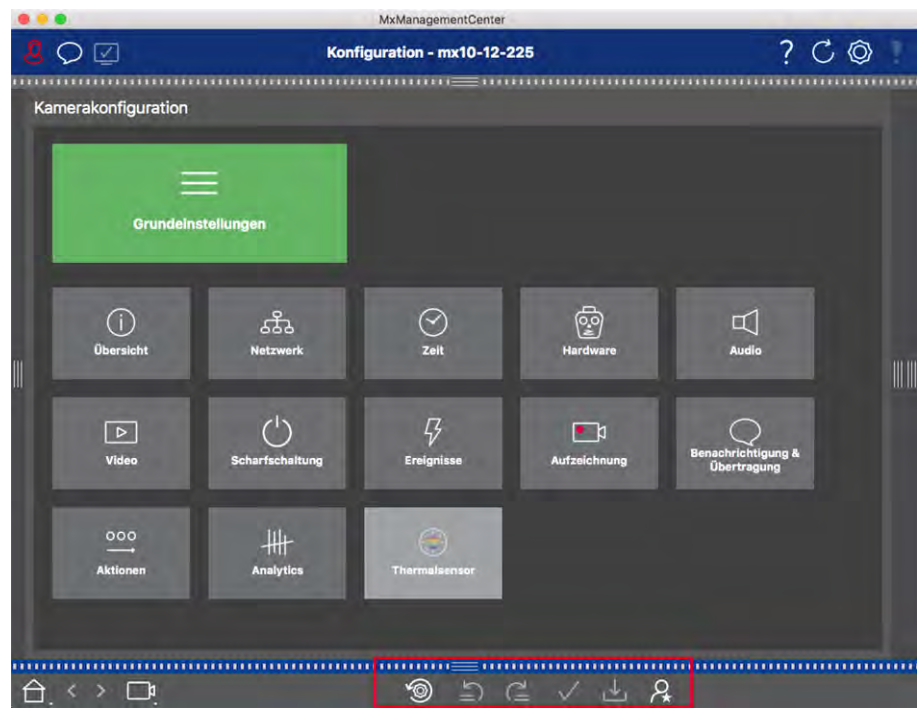 MxManagementCenter
Konfiguration - mx10-12-225
?
Kamerakonfiguration
Grundeinstellungen
Übersicht
Netzwerk
Zeit
Hardware
Audio
Video
Scharfschaltung
Ereignisse
Aufzeichnung
Benachrichtigung &
Übertragung
Aktionen
Analytics
Thermalsensor